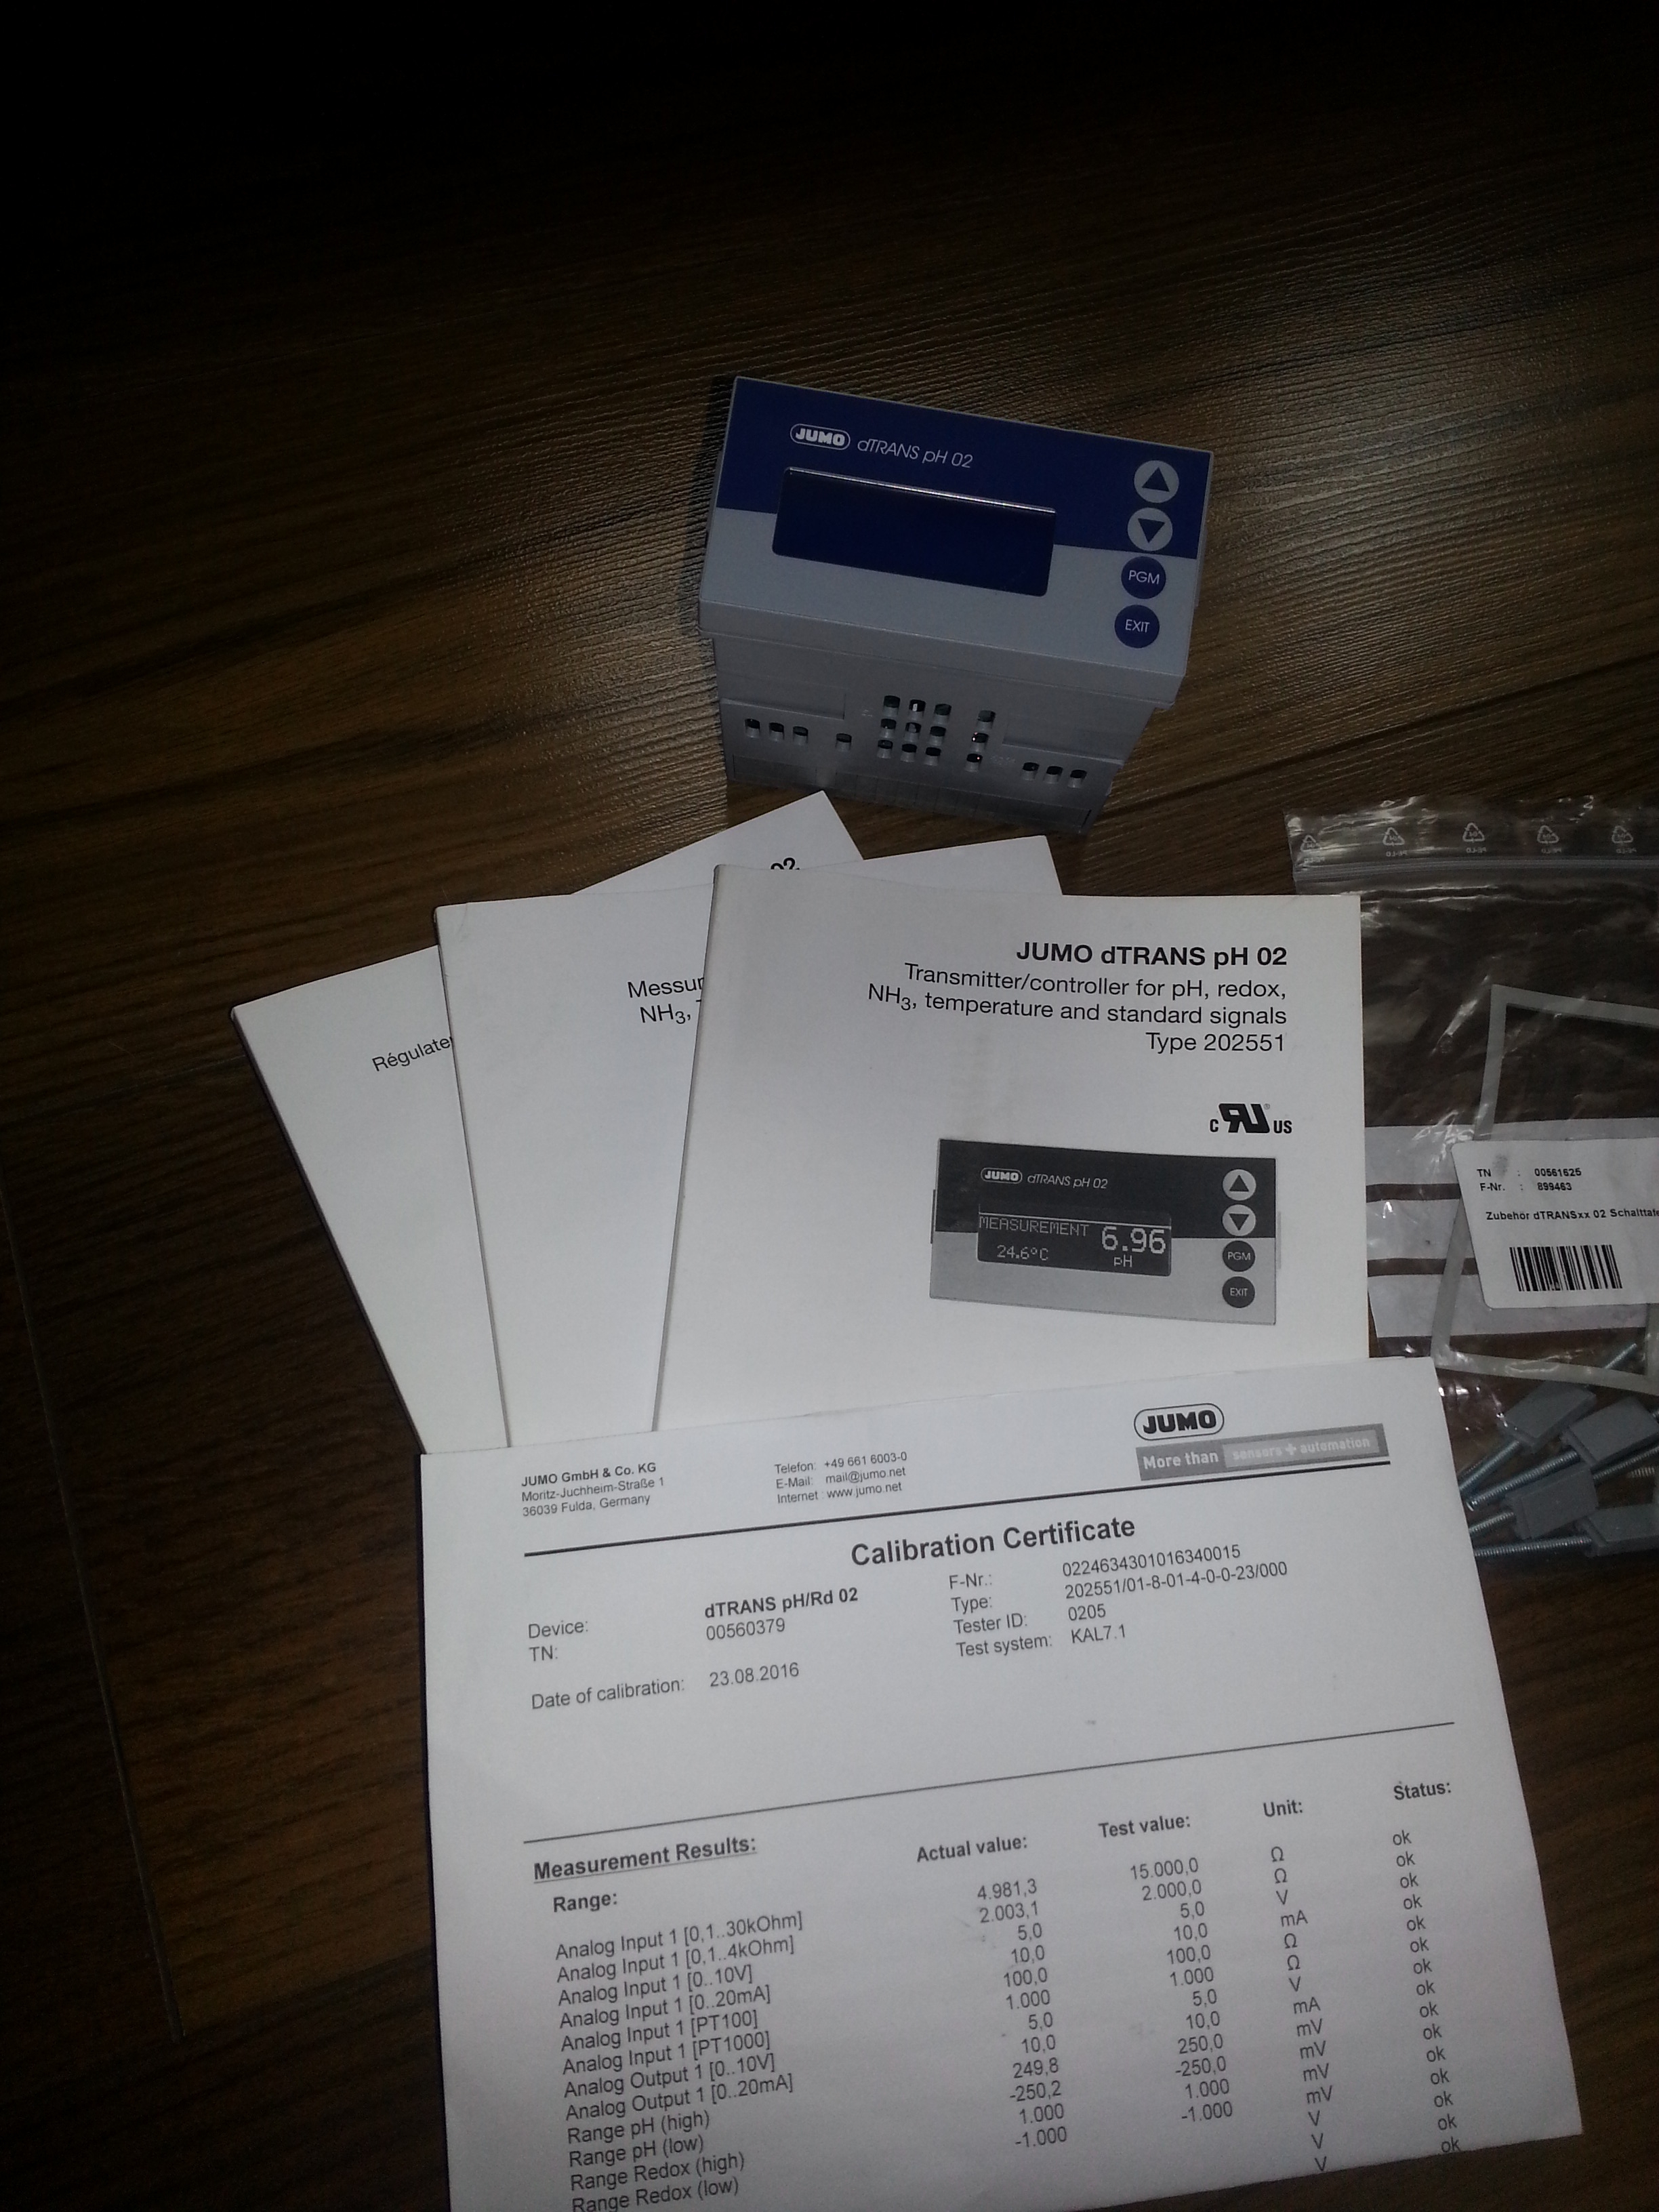 JUMO dTRANS pH 02
PGM
EXIT
02
Régulate
Messur
NH3,
JUMO dTRANS pH 02
Transmitter/controller for pH, redox,
NH3, temperature and standard signals
Type 202551
c RU US
JUMO dTRANS pH 02
MEASUREMENT 6.96
24.6°C pH
PGM
EXIT
TN : 00561625
F-Nr. : 899463
Zubehör dTRANSxx 02 Schalttafe
JUMO
More than sensors + automation
JUMO GmbH & Co. KG
Moritz-Juchheim-Straße 1
36039 Fulda, Germany
Telefon: +49 661 6003-0
E-Mail: mail@jumo.net
Internet: www.jumo.net
Calibration Certificate
Device: dTRANS pH/Rd 02
TN: 00560379
Date of calibration: 23.08.2016
F-Nr.: 0224634301016340015
Type: 202551/01-8-01-4-0-0-23/000
Tester ID: 0205
Test system: KAL7.1
Measurement Results:
Range: Actual value: Test value: Unit: Status:
Analog Input 1 [0,1..30kOhm] 4.981,3 15.000,0 Ω ok
Analog Input 1 [0,1..4kOhm] 2.003,1 2.000,0 Ω ok
Analog Input 1 [0..10V] 5,0 5,0 V ok
Analog Input 1 [0..20mA] 10,0 10,0 mA ok
Analog Input 1 [PT100] 100,0 100,0 Ω ok
Analog Input 1 [PT1000] 1.000 1.000 Ω ok
Analog Output 1 [0..10V] 5,0 5,0 V ok
Analog Output 1 [0..20mA] 10,0 10,0 mA ok
Range pH (high) 249,8 250,0 mV ok
Range pH (low) -250,2 -250,0 mV ok
Range Redox (high) 1.000 1.000 mV ok
Range Redox (low) -1.000 -1.000 mV ok
V ok
V ok
V ok